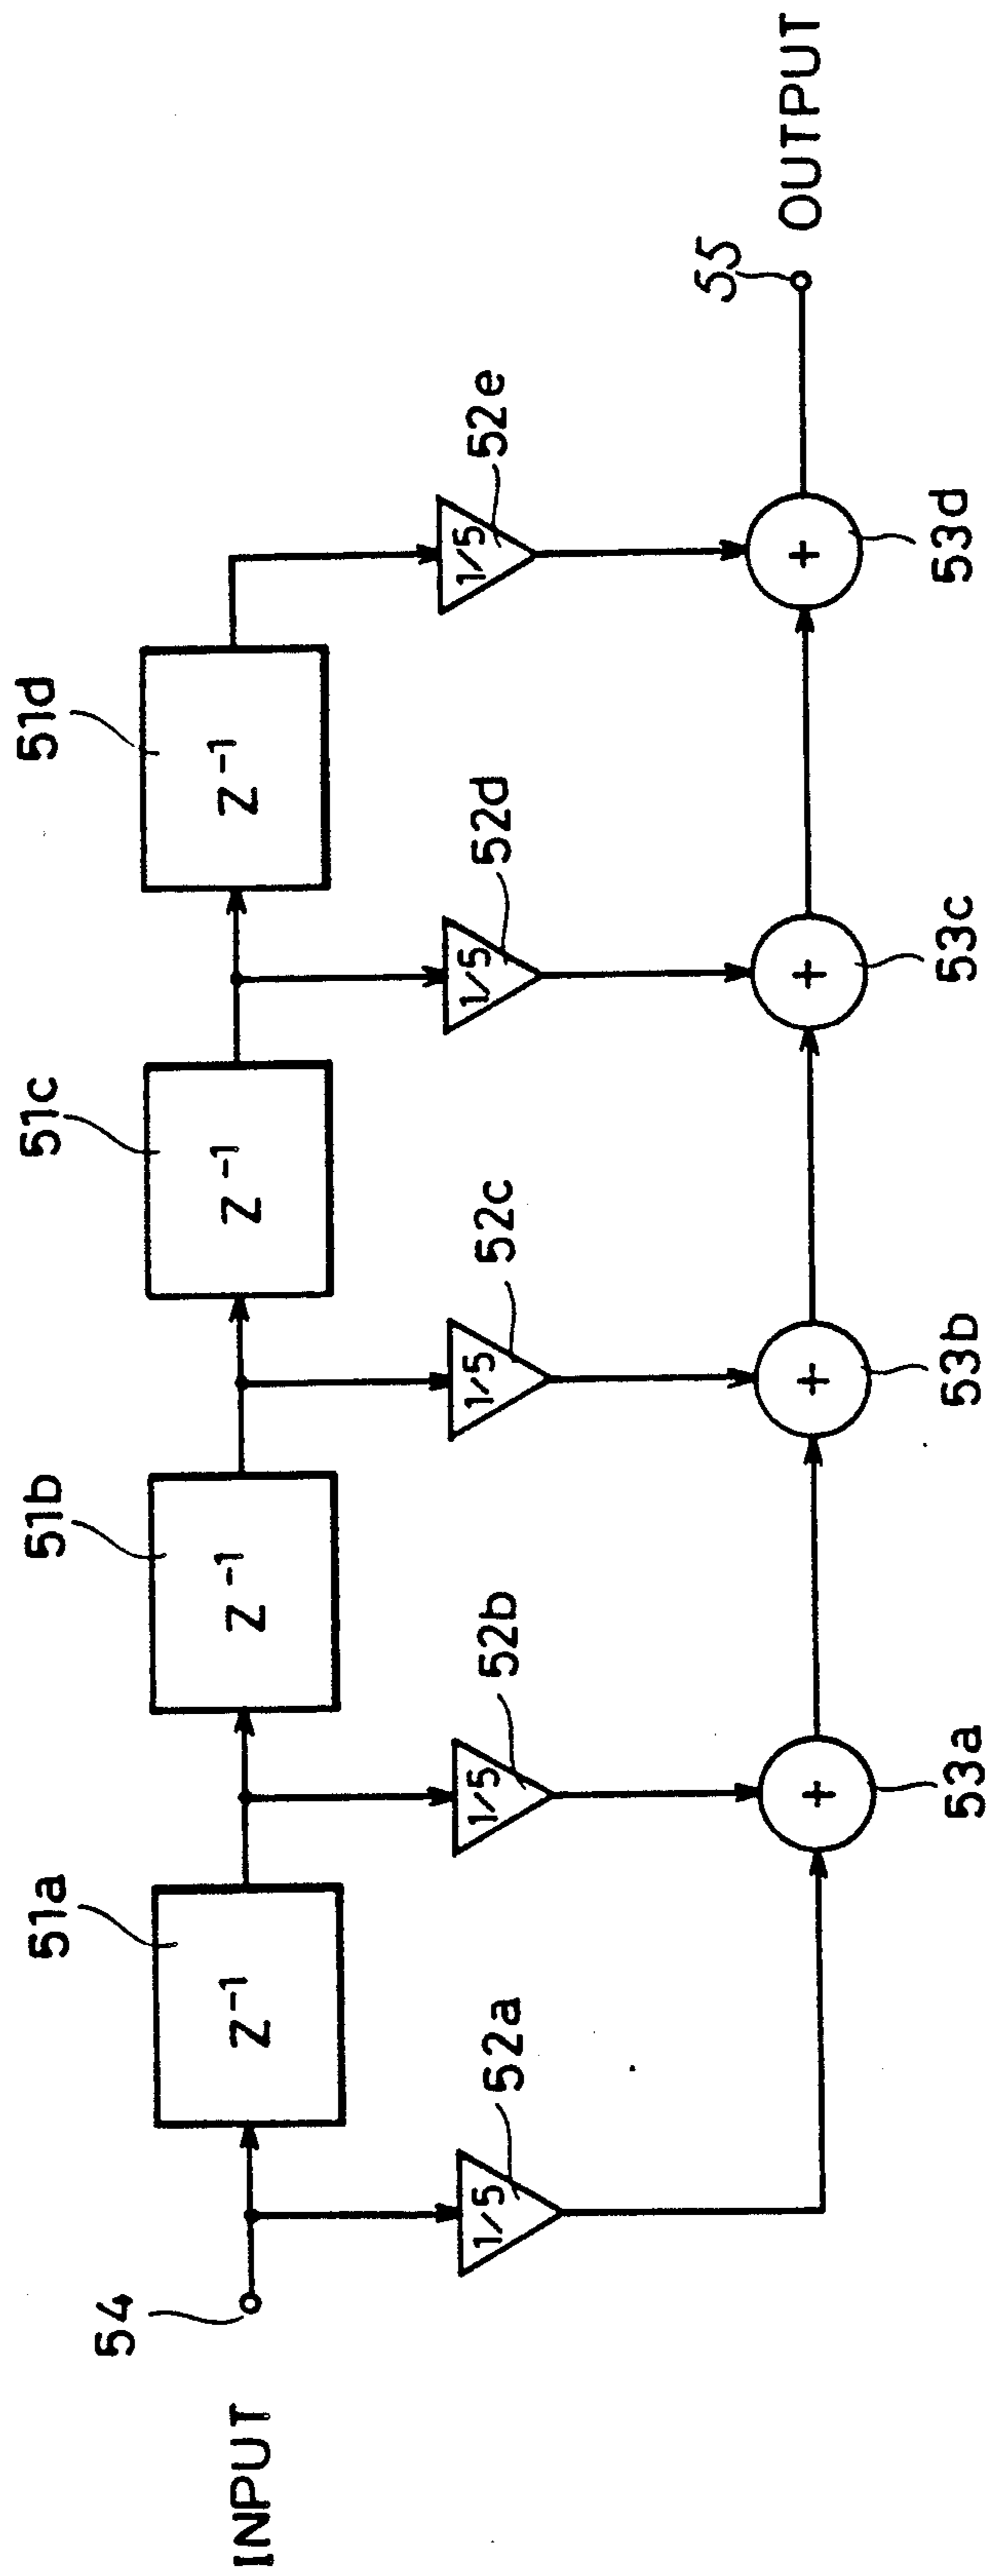 51a
51b
51c
51d
54
Z⁻¹
Z⁻¹
Z⁻¹
Z⁻¹
INPUT
52a
52b
52c
52d
52e
1/5
1/5
1/5
1/5
1/5
55
+
+
+
+
OUTPUT
53a
53b
53c
53d